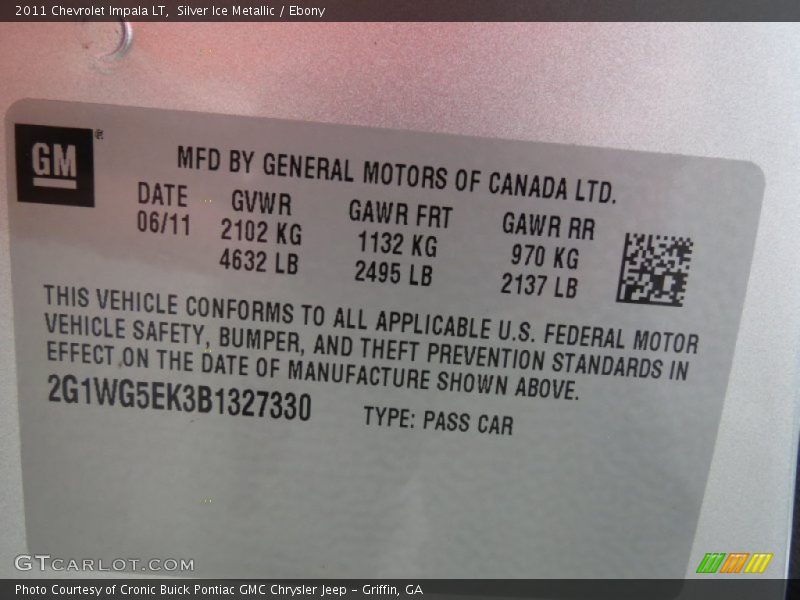 2011 Chevrolet Impala LT, Silver Ice Metallic / Ebony
GM ®
MFD BY GENERAL MOTORS OF CANADA LTD.
DATE GVWR GAWR FRT GAWR RR
06/11 2102 KG 1132 KG 970 KG
4632 LB 2495 LB 2137 LB
THIS VEHICLE CONFORMS TO ALL APPLICABLE U.S. FEDERAL MOTOR
VEHICLE SAFETY, BUMPER, AND THEFT PREVENTION STANDARDS IN
EFFECT ON THE DATE OF MANUFACTURE SHOWN ABOVE.
2G1WG5EK3B1327330 TYPE: PASS CAR
GTCARLOT.COM
Photo Courtesy of Cronic Buick Pontiac GMC Chrysler Jeep - Griffin, GA